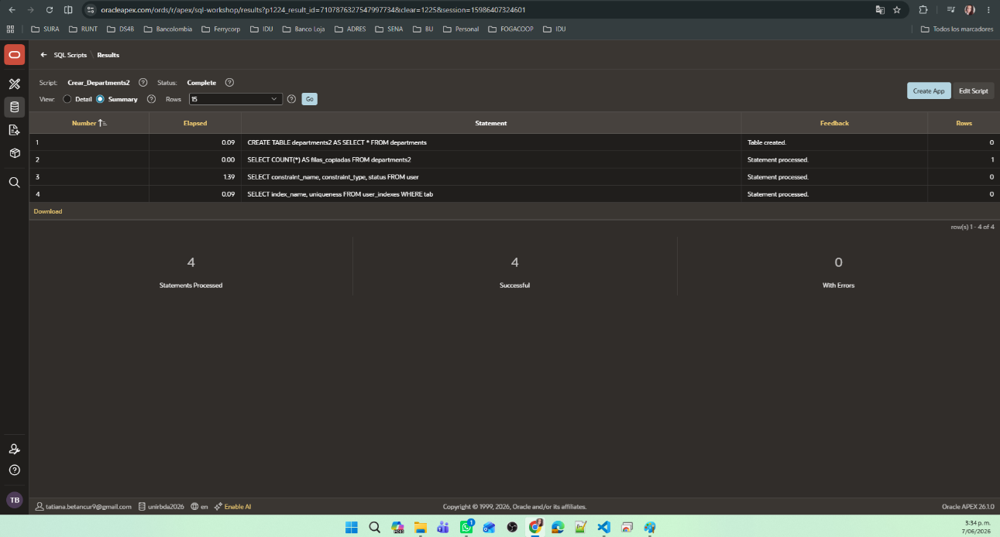 oracleapex.com/ords/r/apex/sql-workshop/results?p1224_result_id=7107876327547997734&clear=1225&session=15986407324601
SURA RUNT DS4B Bancolombia Ferrycorp IDU Banco Loja ADRES SENA BU Personal FOGACOOP IDU Todos los marcadores
SQL Scripts \ Results
Script: Crear_Departments2 ? Status: Complete ?
Create App Edit Script
View: Detail Summary ? Rows 15 ? Go
Number Elapsed Statement Feedback Rows
1 0.09 CREATE TABLE departments2 AS SELECT * FROM departments Table created. 0
2 0.00 SELECT COUNT(*) AS filas_copiadas FROM departments2 Statement processed. 1
3 1.39 SELECT constraint_name, constraint_type, status FROM user Statement processed. 0
4 0.09 SELECT index_name, uniqueness FROM user_indexes WHERE tab Statement processed. 0
Download
row(s) 1 - 4 of 4
4 4 0
Statements Processed Successful With Errors
TB
tatiana.betancur9@gmail.com unirbda2026 en Enable AI Copyright © 1999, 2026, Oracle and/or its affiliates. Oracle APEX 26.1.0
1
3:34 p. m.
7/06/2026